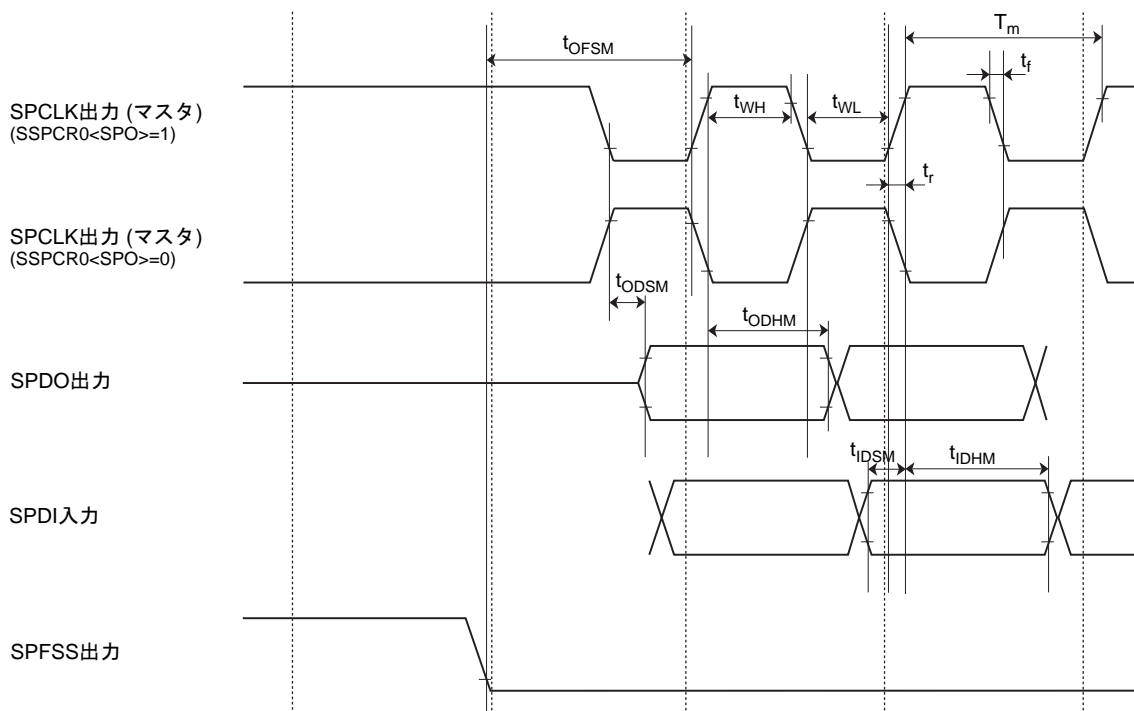 tOFSM
Tm
tf
SPCLK出力 (マスタ)
(SSPCR0<SPO>=1)
tWH
tWL
tr
SPCLK出力 (マスタ)
(SSPCR0<SPO>=0)
tODSM
tODHM
SPDO出力
tIDSM
tIDHM
SPDI入力
SPFSS出力